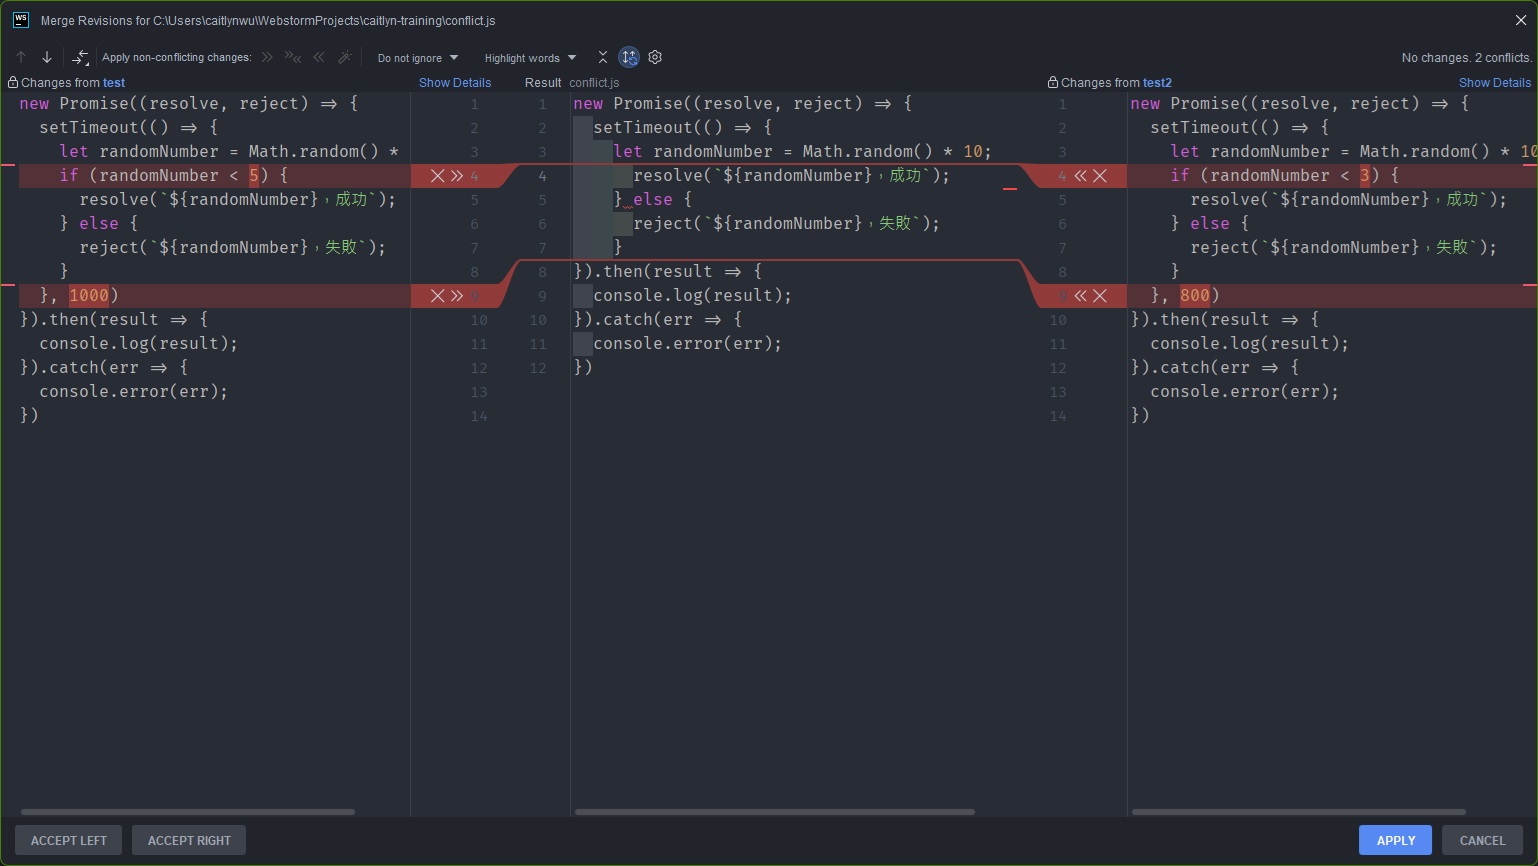 WS
Merge Revisions for C:\Users\caitlynwu\WebstormProjects\caitlyn-training\conflict.js
Apply non-conflicting changes:
Do not ignore
Highlight words
No changes. 2 conflicts.
Changes from test
Show Details
new Promise((resolve, reject) => {
setTimeout(() => {
let randomNumber = Math.random() *
if (randomNumber < 5) {
resolve(`${randomNumber}，成功`);
} else {
reject(`${randomNumber}，失敗`);
}
}, 1000)
}).then(result => {
console.log(result);
}).catch(err => {
console.error(err);
})
1
2
3
4
5
6
7
8
9
10
11
12
13
14
Result conflict.js
1
2
3
4
5
6
7
8
9
10
11
12
new Promise((resolve, reject) => {
setTimeout(() => {
let randomNumber = Math.random() * 10;
resolve(`${randomNumber}，成功`);
} else {
reject(`${randomNumber}，失敗`);
}
}).then(result => {
console.log(result);
}).catch(err => {
console.error(err);
})
Changes from test2
Show Details
1
2
3
4
5
6
7
8
9
10
11
12
13
14
new Promise((resolve, reject) => {
setTimeout(() => {
let randomNumber = Math.random() * 10
if (randomNumber < 3) {
resolve(`${randomNumber}，成功`);
} else {
reject(`${randomNumber}，失敗`);
}
}, 800)
}).then(result => {
console.log(result);
}).catch(err => {
console.error(err);
})
ACCEPT LEFT
ACCEPT RIGHT
APPLY
CANCEL